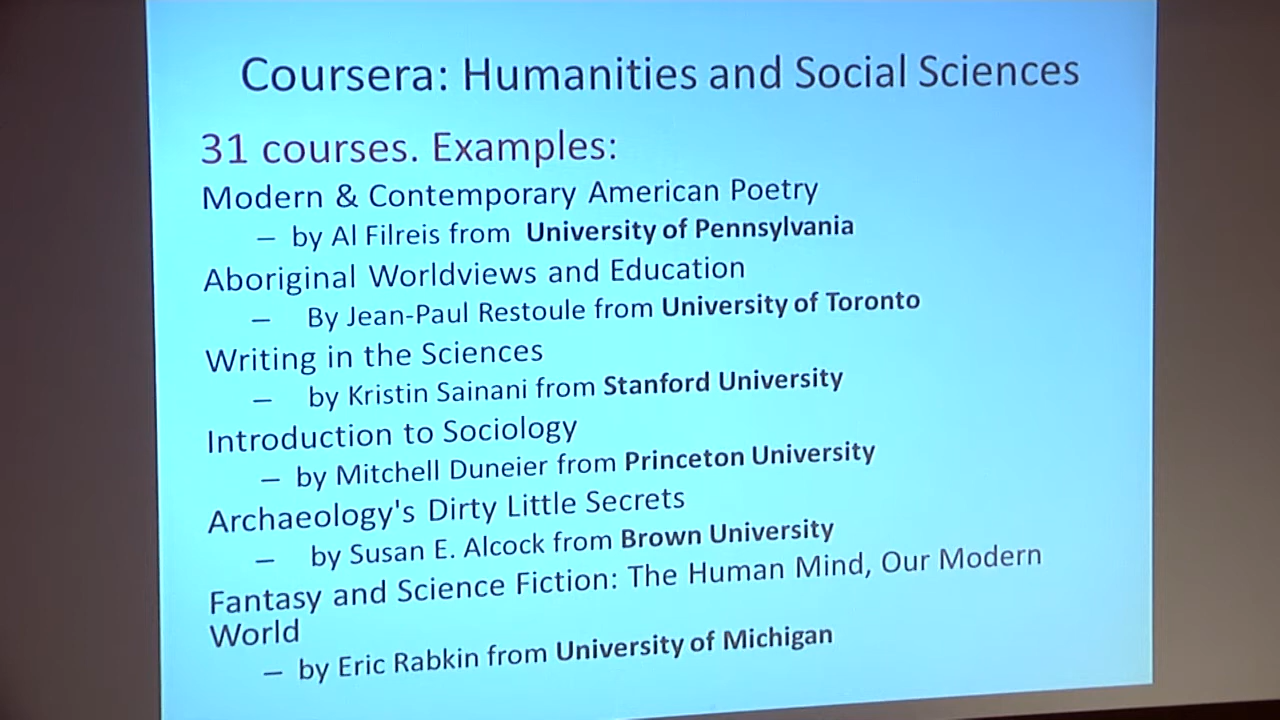 Coursera: Humanities and Social Sciences
31 courses. Examples:
Modern & Contemporary American Poetry
– by Al Filreis from University of Pennsylvania
Aboriginal Worldviews and Education
– By Jean-Paul Restoule from University of Toronto
Writing in the Sciences
– by Kristin Sainani from Stanford University
Introduction to Sociology
– by Mitchell Duneier from Princeton University
Archaeology's Dirty Little Secrets
– by Susan E. Alcock from Brown University
Fantasy and Science Fiction: The Human Mind, Our Modern
World
– by Eric Rabkin from University of Michigan